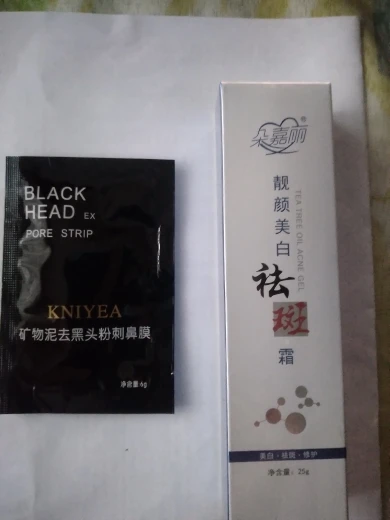 BLACK
HEAD EX
PORE STRIP
KNIYEA
矿物泥去黑头粉刺鼻膜
净含量:6g
朵嘉丽®
靓颜美白
TEA TREE OIL ACNE GEL
祛斑霜
美白·祛斑·修护
净含量：25g